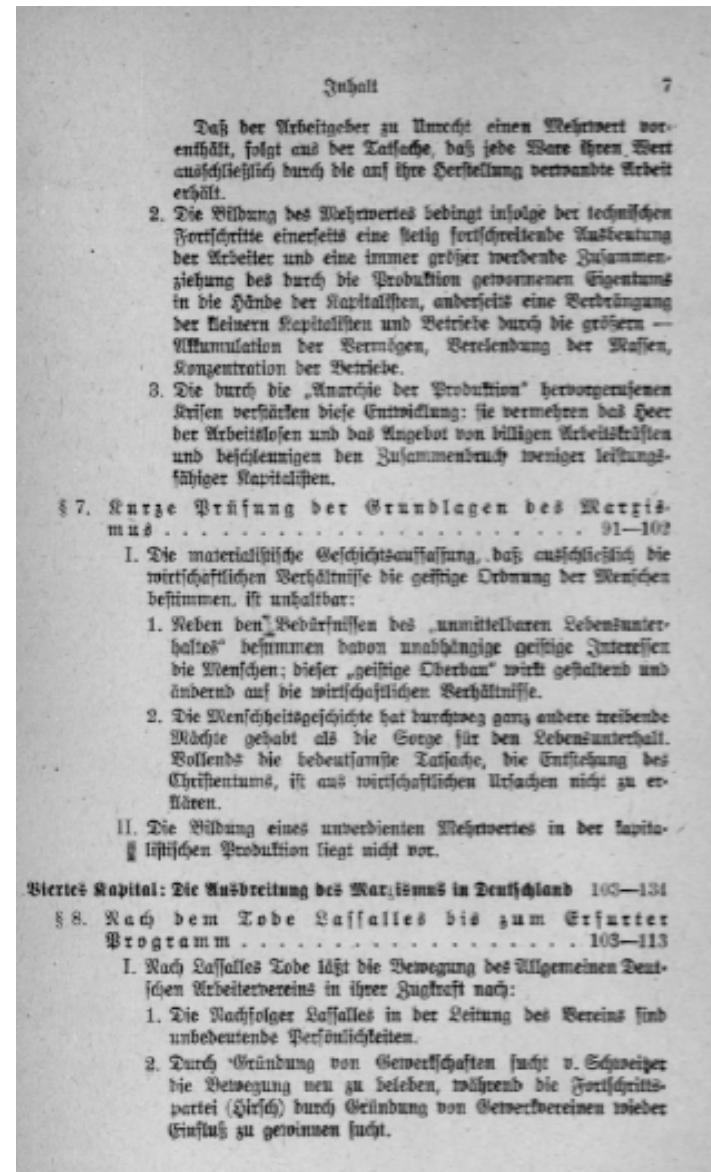 Inhalt 7
Daß der Arbeitgeber zu Unrecht einen Mehrwert vor-
enthält, folgt aus der Tatsache, daß jede Ware ihren Wert
ausschließlich durch die auf ihre Herstellung verwandte Arbeit
erhält.
2. Die Bildung des Mehrwertes bedingt infolge der technischen
Fortschritte einerseits eine stetig fortschreitende Ausbeutung
der Arbeiter und eine immer größer werdende Zusammen-
ziehung des durch die Produktion gewonnenen Eigentums
in die Hände der Kapitalisten, anderseits eine Verdrängung
der kleinern Kapitalisten und Betriebe durch die größern —
Akkumulation der Vermögen, Verelendung der Massen,
Konzentration der Betriebe.
3. Die durch die „Anarchie der Produktion“ hervorgerufenen
Krisen verstärken diese Entwicklung: sie vermehren das Heer
der Arbeitslosen und das Angebot von billigen Arbeitskräften
und beschleunigen den Zusammenbruch weniger leistungs-
fähiger Kapitalisten.
§ 7. Kurze Prüfung der Grundlagen des Marxis-
mus . . . . . . . . . . . . . . . . . . . . . . . 91—102
I. Die materialistische Geschichtsauffassung, daß ausschließlich die
wirtschaftlichen Verhältnisse die geistige Ordnung der Menschen
bestimmen, ist unhaltbar:
1. Neben den Bedürfnissen des „unmittelbaren Lebensunter-
haltes“ bestimmen davon unabhängige geistige Interessen
die Menschen; dieser „geistige Oberbau“ wirkt gestaltend und
ändernd auf die wirtschaftlichen Verhältnisse.
2. Die Menschheitsgeschichte hat durchweg ganz andere treibende
Mächte gehabt als die Sorge für den Lebensunterhalt.
Vollends die bedeutsamste Tatsache, die Entstehung des
Christentums, ist aus wirtschaftlichen Ursachen nicht zu er-
klären.
II. Die Bildung eines unverdienten Mehrwertes in der kapita-
listischen Produktion liegt nicht vor.
Viertes Kapital: Die Ausbreitung des Marxismus in Deutschland 103—134
§ 8. Nach dem Tode Lassalles bis zum Erfurter
Programm . . . . . . . . . . . . . . . . . . 103—113
I. Nach Lassalles Tode läßt die Bewegung des Allgemeinen Deut-
schen Arbeitervereins in ihrer Zugkraft nach:
1. Die Nachfolger Lassalles in der Leitung des Vereins sind
unbedeutende Persönlichkeiten.
2. Durch Gründung von Gewerkschaften sucht v. Schweitzer
die Bewegung neu zu beleben, während die Fortschritts-
partei (Hirsch) durch Gründung von Gewerkvereinen wieder
Einfluß zu gewinnen sucht.